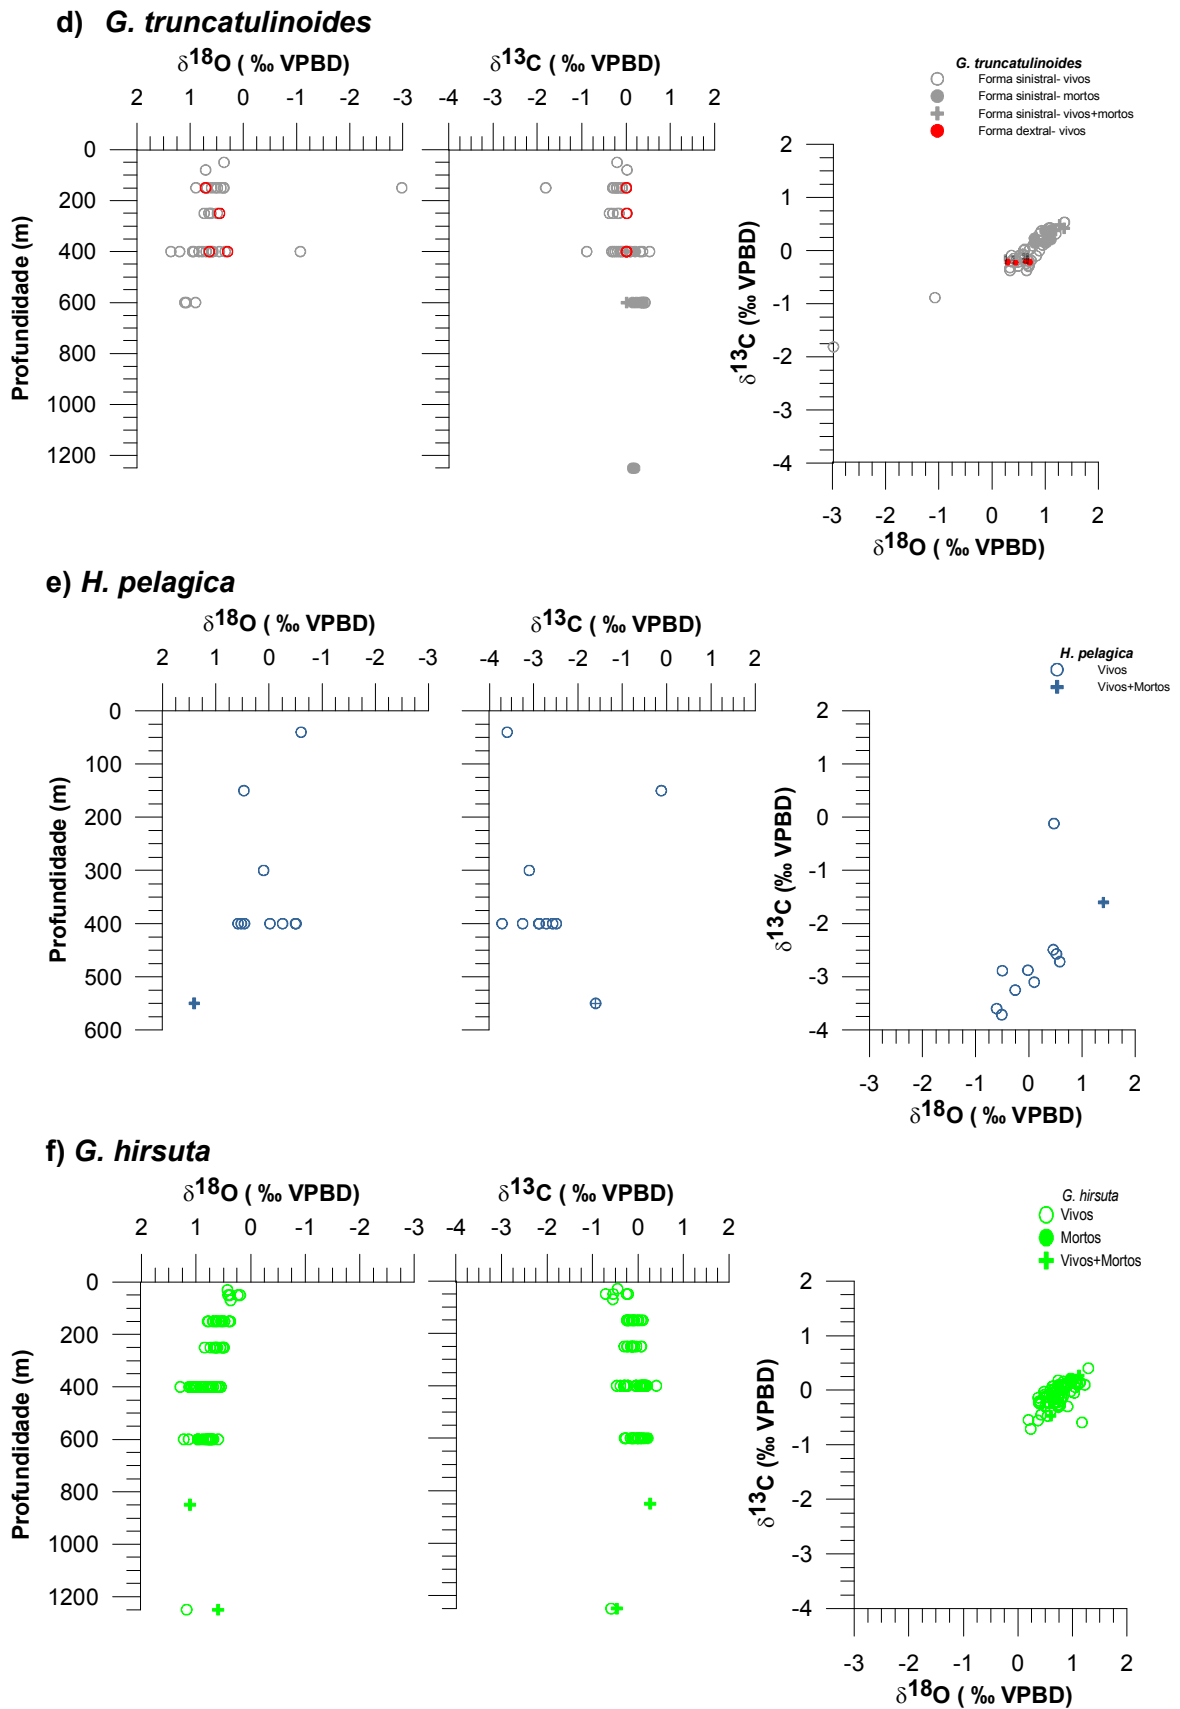 d) G. truncatulinoides
δ18O ( ‰ VPBD)
δ13C ( ‰ VPBD)
2 1 0 -1 -2 -3
-4 -3 -2 -1 0 1 2
G. truncatulinoides
Forma sinistral- vivos
Forma sinistral- mortos
Forma sinistral- vivos+mortos
Forma dextral- vivos
Profundidade (m)
0
200
400
600
800
1000
1200
δ13C (‰ VPBD)
2
1
0
-1
-2
-3
-4
-3 -2 -1 0 1 2
δ18O ( ‰ VPBD)
e) H. pelagica
δ18O ( ‰ VPBD)
δ13C ( ‰ VPBD)
2 1 0 -1 -2 -3
-4 -3 -2 -1 0 1 2
H. pelagica
Vivos
Vivos+Mortos
Profundidade (m)
0
100
200
300
400
500
600
δ13C (‰ VPBD)
2
1
0
-1
-2
-3
-4
-3 -2 -1 0 1 2
δ18O ( ‰ VPBD)
f) G. hirsuta
δ18O ( ‰ VPBD)
δ13C ( ‰ VPBD)
2 1 0 -1 -2 -3
-4 -3 -2 -1 0 1 2
G. hirsuta
Vivos
Mortos
Vivos+Mortos
Profundidade (m)
0
200
400
600
800
1000
1200
δ13C (‰ VPBD)
2
1
0
-1
-2
-3
-4
-3 -2 -1 0 1 2
δ18O ( ‰ VPBD)